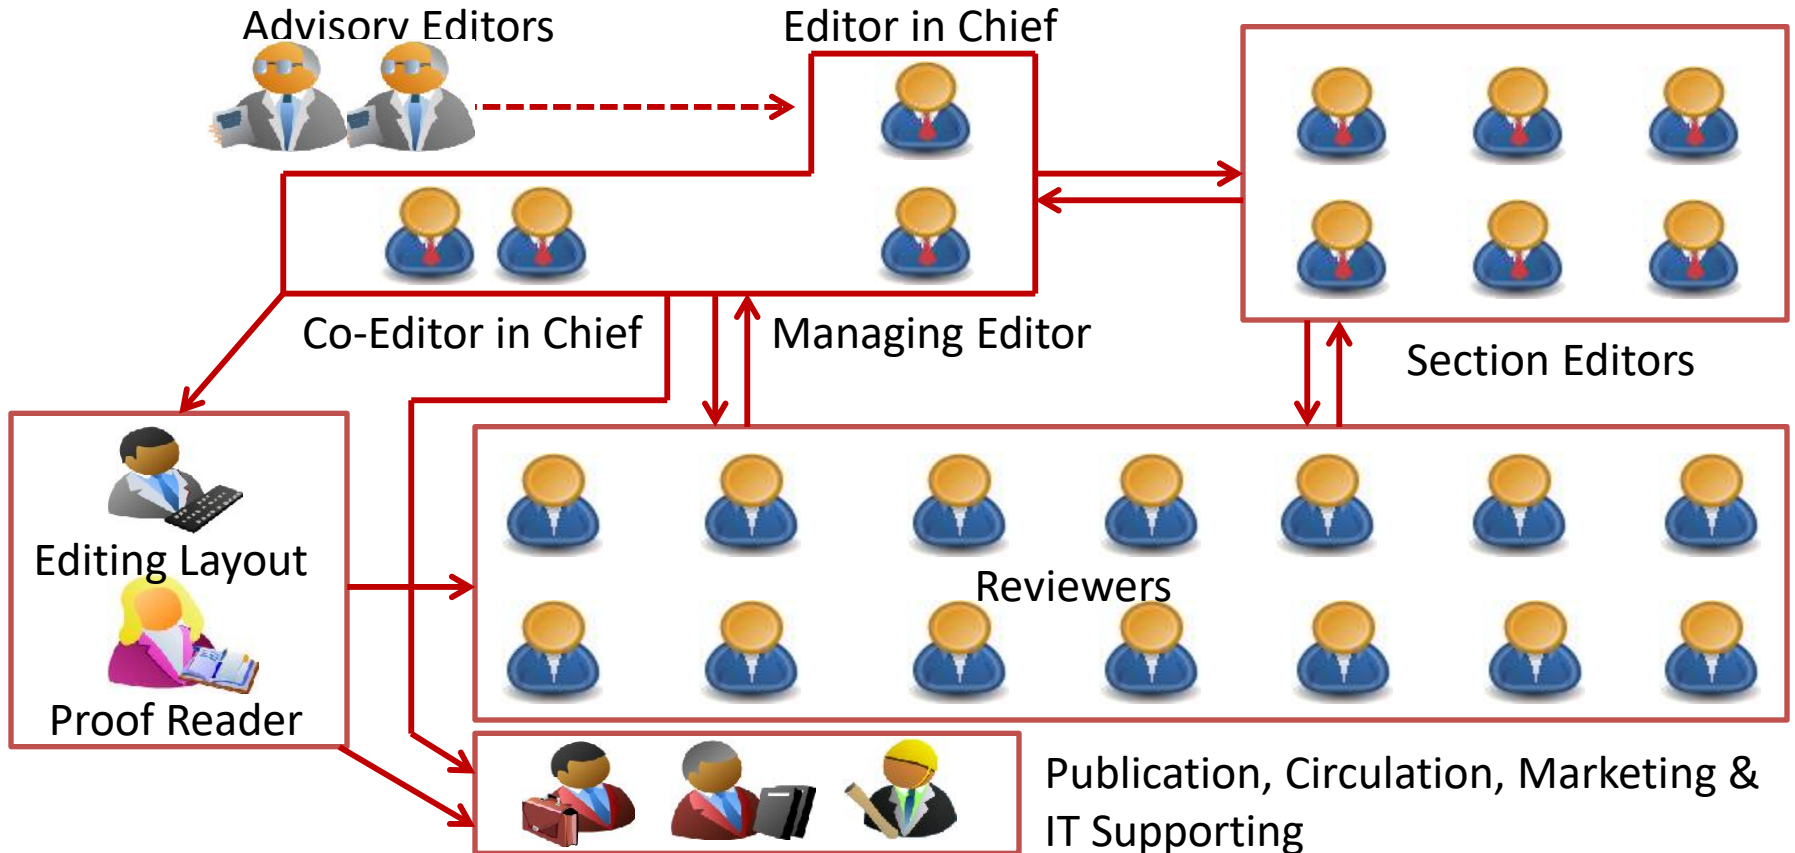 Advisory Editors
Editor in Chief
Co-Editor in Chief
Managing Editor
Section Editors
Editing Layout
Reviewers
Proof Reader
Publication, Circulation, Marketing &
IT Supporting